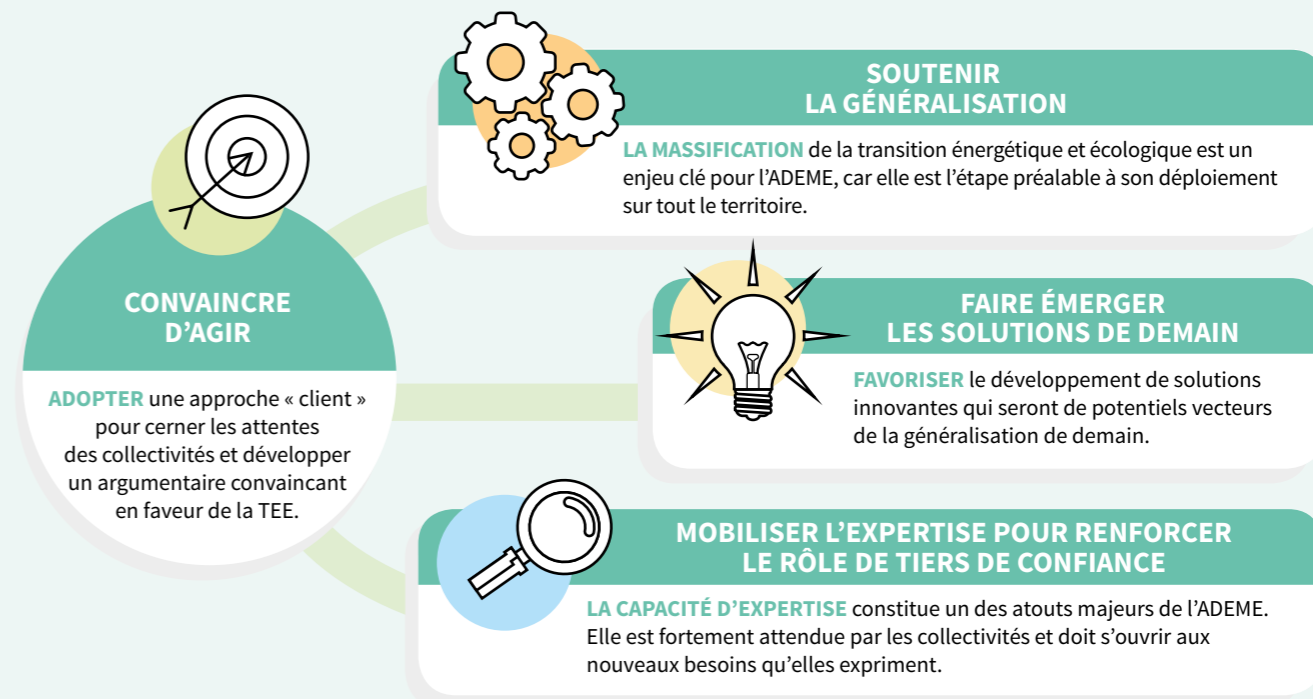 CONVAINCRE
D’AGIR
ADOPTER une approche « client »
pour cerner les attentes
des collectivités et développer
un argumentaire convaincant
en faveur de la TEE.
SOUTENIR
LA GÉNÉRALISATION
LA MASSIFICATION de la transition énergétique et écologique est un
enjeu clé pour l’ADEME, car elle est l’étape préalable à son déploiement
sur tout le territoire.
FAIRE ÉMERGER
LES SOLUTIONS DE DEMAIN
FAVORISER le développement de solutions
innovantes qui seront de potentiels vecteurs
de la généralisation de demain.
MOBILISER L’EXPERTISE POUR RENFORCER
LE RÔLE DE TIERS DE CONFIANCE
LA CAPACITÉ D’EXPERTISE constitue un des atouts majeurs de l’ADEME.
Elle est fortement attendue par les collectivités et doit s’ouvrir aux
nouveaux besoins qu’elles expriment.